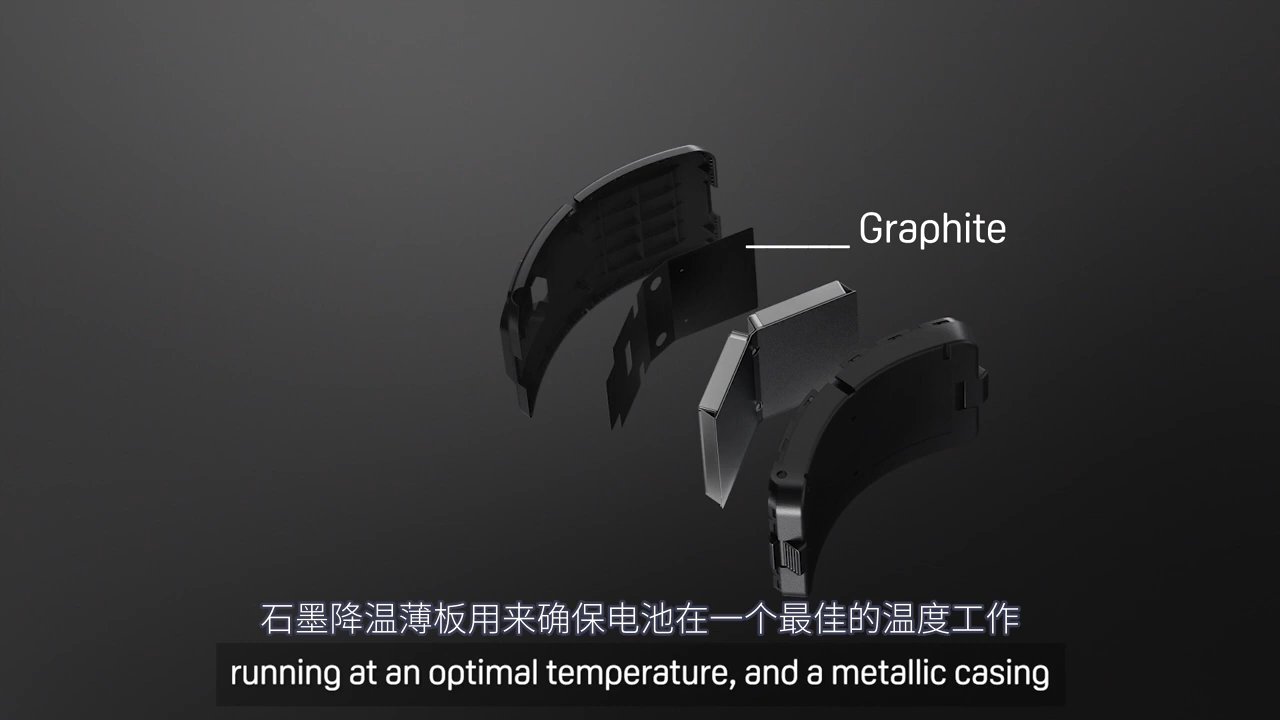 Graphite
石墨降温薄板用来确保电池在一个最佳的温度工作
running at an optimal temperature, and a metallic casing